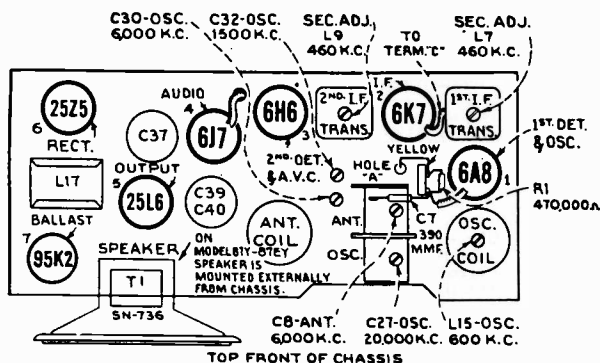 C30-OSC.
6,000 K.C.
C32-OSC.
1500 K.C.
SEC. ADJ.
L9
460 K.C.
TO
TERM."C"
SEC. ADJ.
L7
460 K.C.
25Z5
6
RECT.
C37
AUDIO
4
6J7
6H6
3
2ND. DET.
& A.V.C.
2ND. I.F.
TRANS.
I.F.
2
6K7
1ST. I.F.
TRANS.
1ST. DET.
& OSC.
L17
BALLAST
OUTPUT
5
25L6
C39
C40
HOLE
"A"
YELLOW
6A8
1
R1
470,000Ω
7
95K2
SPEAKER
T1
SN-736
ON
MODEL 87Y-87EY
SPEAKER IS
MOUNTED EXTERNALLY
FROM CHASSIS.
ANT.
COIL
ANT.
OSC.
C7
390
MMF.
OSC.
COIL
C8-ANT.
6,000 K.C.
C27-OSC.
20,000 K.C.
L15-OSC.
600 K.C.
TOP FRONT OF CHASSIS